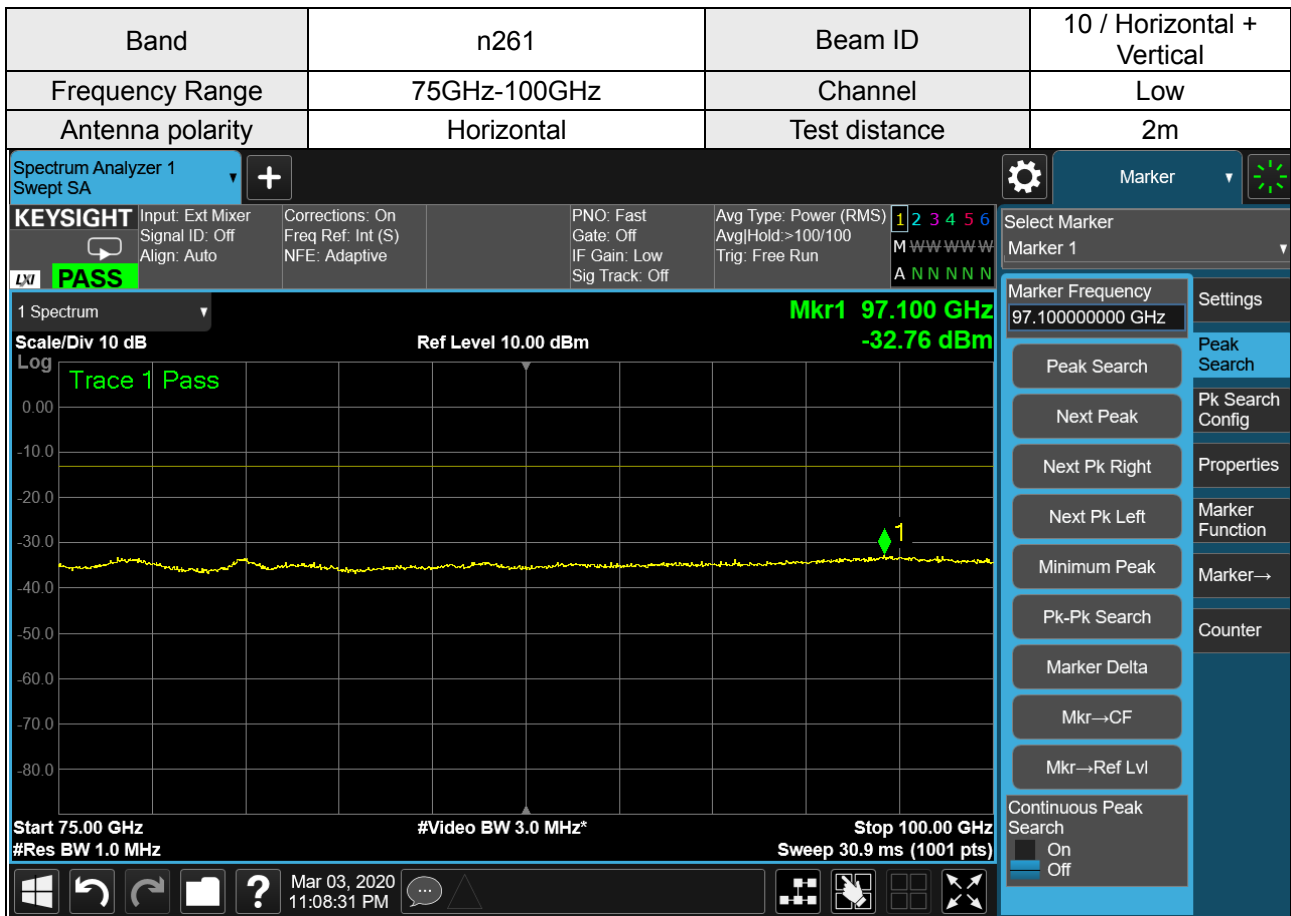 Band n261 Beam ID 10 / Horizontal + Vertical
Frequency Range 75GHz-100GHz Channel Low
Antenna polarity Horizontal Test distance 2m
Spectrum Analyzer 1
Swept SA
+
Marker
KEYSIGHT
LXI PASS
Input: Ext Mixer
Signal ID: Off
Align: Auto
Corrections: On
Freq Ref: Int (S)
NFE: Adaptive
PNO: Fast
Gate: Off
IF Gain: Low
Sig Track: Off
Avg Type: Power (RMS)
Avg|Hold:>100/100
Trig: Free Run
1 2 3 4 5 6
M W W W W W
A N N N N N
Select Marker
Marker 1
1 Spectrum
Mkr1 97.100 GHz
-32.76 dBm
Scale/Div 10 dB
Ref Level 10.00 dBm
Log
Trace 1 Pass
0.00
-10.0
-20.0
-30.0
-40.0
-50.0
-60.0
-70.0
-80.0
1
Start 75.00 GHz
#Video BW 3.0 MHz*
Stop 100.00 GHz
#Res BW 1.0 MHz
Sweep 30.9 ms (1001 pts)
Marker Frequency
97.100000000 GHz
Peak Search
Next Peak
Next Pk Right
Next Pk Left
Minimum Peak
Pk-Pk Search
Marker Delta
Mkr→CF
Mkr→Ref Lvl
Continuous Peak
Search
On
Off
Settings
Peak
Search
Pk Search
Config
Properties
Marker
Function
Marker→
Counter
?
Mar 03, 2020
11:08:31 PM